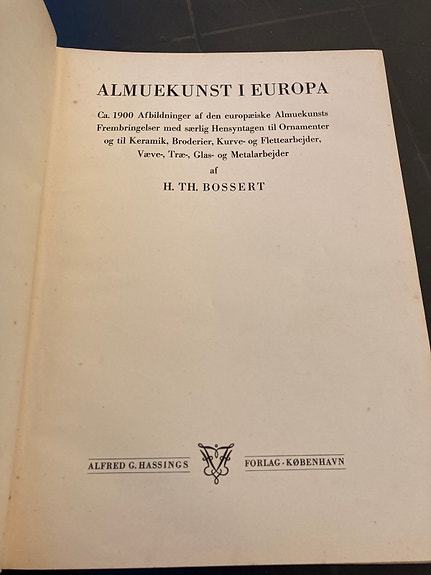 ALMUEKUNST I EUROPA
Ca. 1900 Afbildninger af den europæiske Almuekunsts
Frembringelser med særlig Hensyntagen til Ornamenter
og til Keramik, Broderier, Kurve- og Flettearbejder,
Væve-, Træ-, Glas- og Metalarbejder
af
H. TH. BOSSERT
ALFRED G. HASSINGS FORLAG · KØBENHAVN